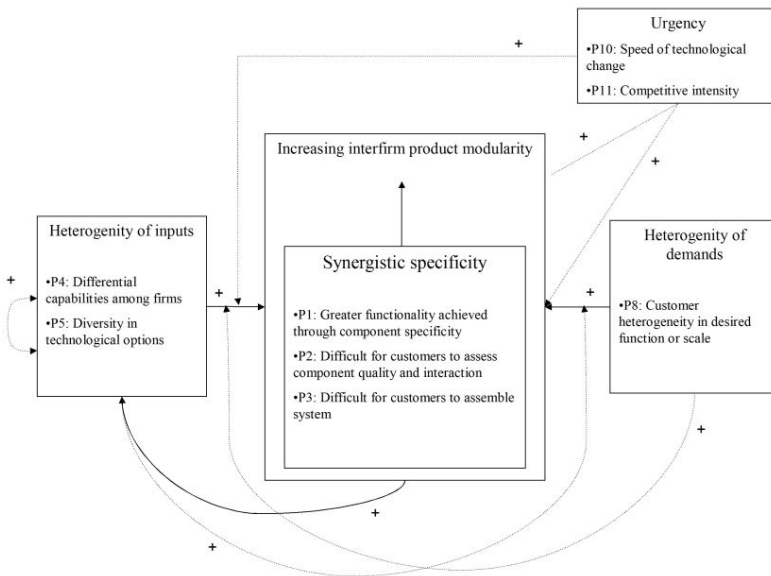 Urgency
•P10: Speed of technological
change
•P11: Competitive intensity
+
+
+
Increasing interfirm product modularity
Heterogenity of inputs
•P4: Differential
capabilities among firms
•P5: Diversity in
technological options
+
+
Synergistic specificity
•P1: Greater functionality achieved
through component specificity
•P2: Difficult for customers to assess
component quality and interaction
•P3: Difficult for customers to assemble
system
+
Heterogeneity of
demands
•P8: Customer
heterogeneity in desired
function or scale
+
+
+